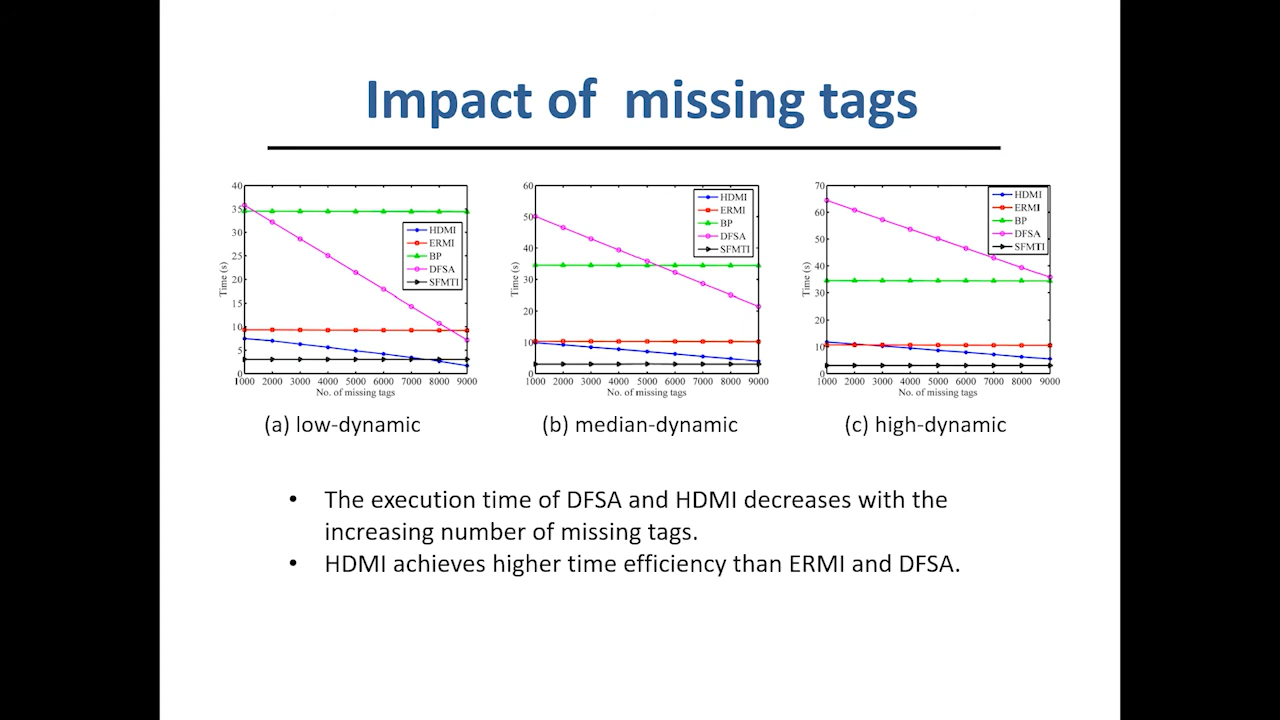 Impact of missing tags
40
35
30
25
20
15
10
5
0
Time (s)
HDMI
ERMI
BP
DFSA
SFMTI
1000 2000 3000 4000 5000 6000 7000 8000 9000
No. of missing tags
(a) low-dynamic
60
50
40
30
20
10
0
Time (s)
HDMI
ERMI
BP
DFSA
SFMTI
1000 2000 3000 4000 5000 6000 7000 8000 9000
No. of missing tags
(b) median-dynamic
70
60
50
40
30
20
10
0
Time (s)
HDMI
ERMI
BP
DFSA
SFMTI
1000 2000 3000 4000 5000 6000 7000 8000 9000
No. of missing tags
(c) high-dynamic
• The execution time of DFSA and HDMI decreases with the
increasing number of missing tags.
• HDMI achieves higher time efficiency than ERMI and DFSA.